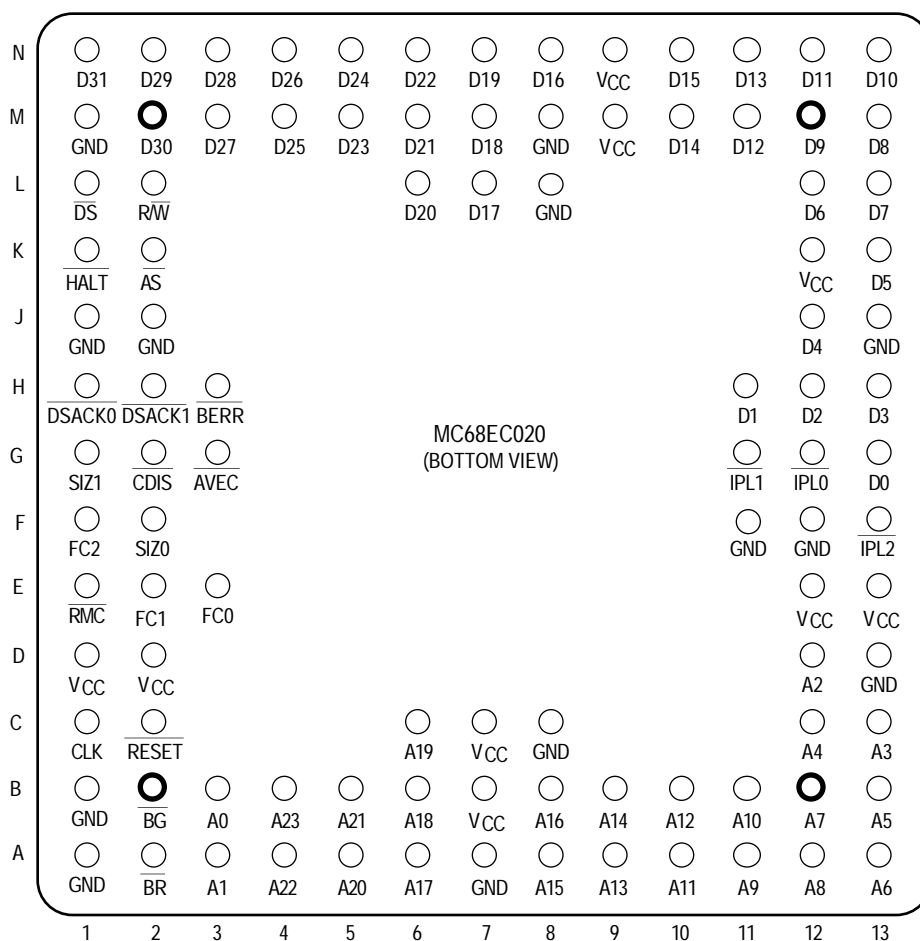 N
D31 D29 D28 D26 D24 D22 D19 D16 VCC D15 D13 D11 D10
M
GND D30 D27 D25 D23 D21 D18 GND VCC D14 D12 D9 D8
L
DS R/W D20 D17 GND D6 D7
K
HALT AS VCC D5
J
GND GND D4 GND
H
DSACK0 DSACK1 BERR D1 D2 D3
MC68EC020
(BOTTOM VIEW)
G
SIZ1 CDIS AVEC IPL1 IPL0 D0
F
FC2 SIZ0 GND GND IPL2
E
RMC FC1 FC0 VCC VCC
D
VCC VCC A2 GND
C
CLK RESET A19 VCC GND A4 A3
B
GND BG A0 A23 A21 A18 VCC A16 A14 A12 A10 A7 A5
A
GND BR A1 A22 A20 A17 GND A15 A13 A11 A9 A8 A6
1 2 3 4 5 6 7 8 9 10 11 12 13